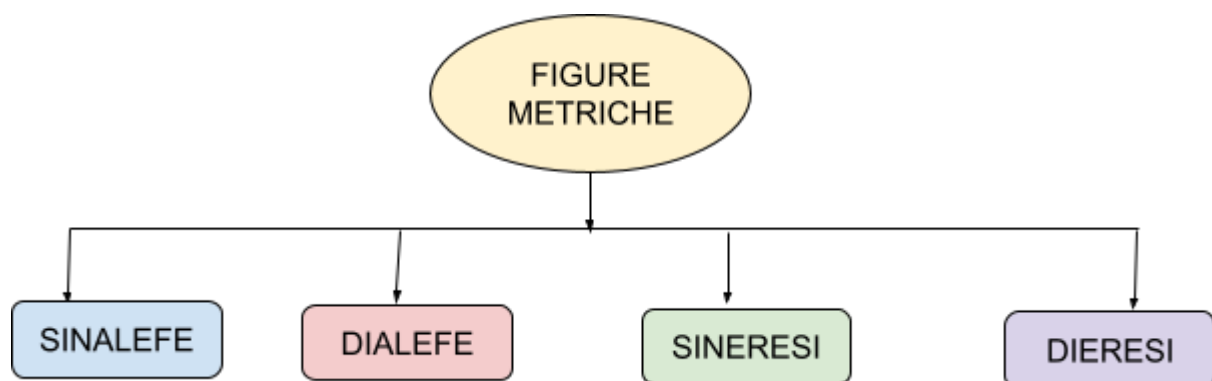 FIGURE
METRICHE
SINALEFE
DIALEFE
SINERESI
DIERESI